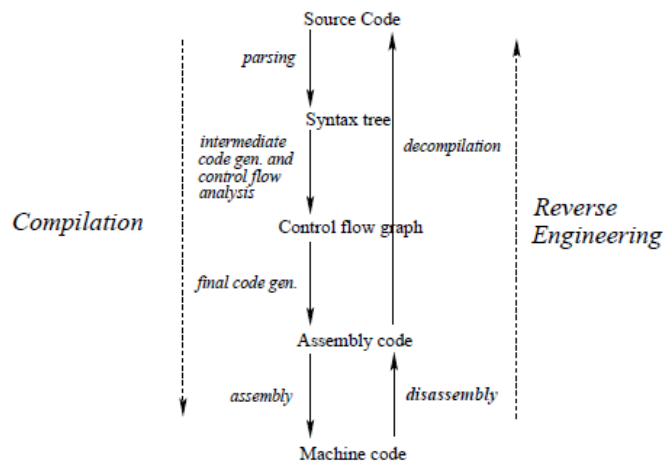 Source Code
parsing
Syntax tree
intermediate
code gen. and
control flow
analysis
decompilation
Compilation
Reverse
Engineering
Control flow graph
final code gen.
Assembly code
assembly
disassembly
Machine code